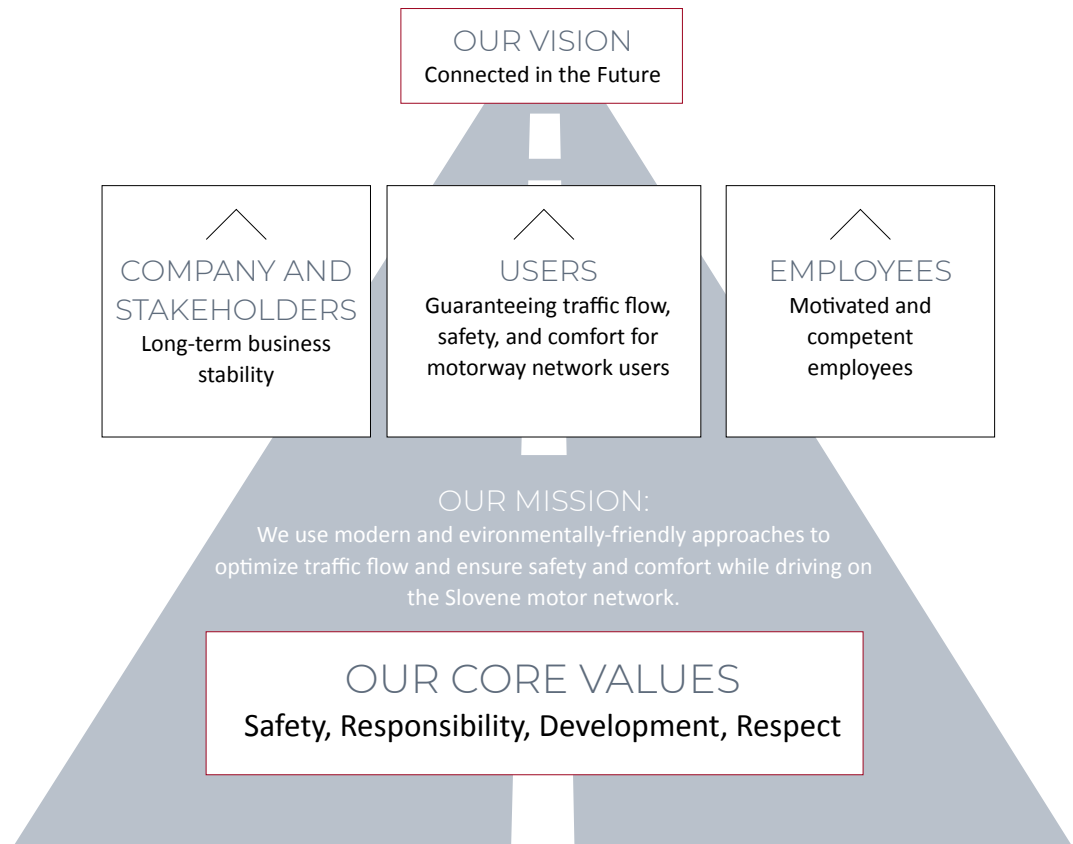 OUR VISION
Connected in the Future
COMPANY AND
STAKEHOLDERS
Long-term business
stability
USERS
Guaranteeing traffic flow,
safety, and comfort for
motorway network users
EMPLOYEES
Motivated and
competent
employees
OUR MISSION:
We use modern and evironmentally-friendly approaches to
optimize traffic flow and ensure safety and comfort while driving on
the Slovene motor network.
OUR CORE VALUES
Safety, Responsibility, Development, Respect